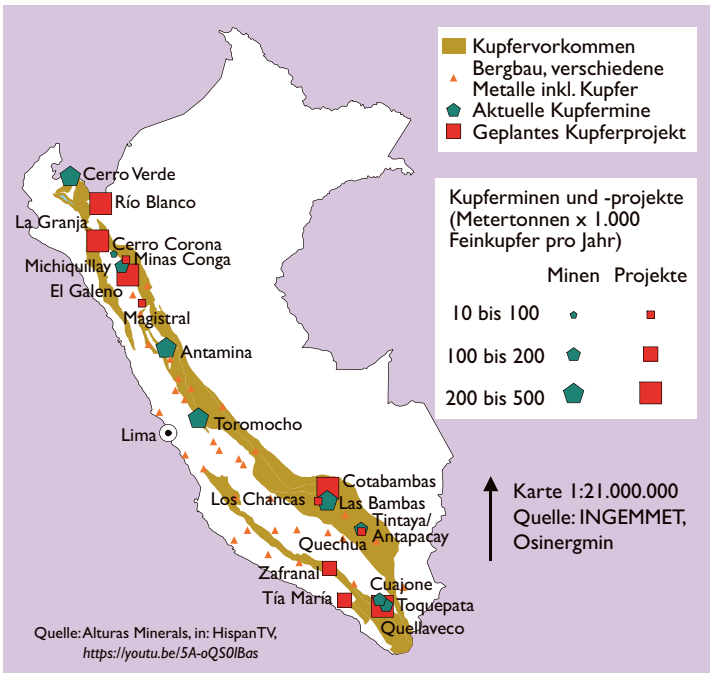 Kupfervorkommen
Bergbau, verschiedene
Metalle inkl. Kupfer
Aktuelle Kupfermine
Geplantes Kupferprojekt
Kupferminen und -projekte
(Metertonnen x 1.000
Feinkupfer pro Jahr)
Minen Projekte
10 bis 100
100 bis 200
200 bis 500
Cerro Verde
Río Blanco
La Granja
Cerro Corona
Minas Conga
Michiquillay
El Galeno
Magistral
Antamina
Toromocho
Lima
Cotabambas
Los Chancas
Las Bambas
Tintaya/
Antapacay
Quechua
Zafranal
Cuajone
Tía María
Toquepata
Quellaveco
Karte 1:21.000.000
Quelle: INGEMMET,
Osinergmin
Quelle: Alturas Minerals, in: HispanTV,
https://youtu.be/5A-oQS0IBas